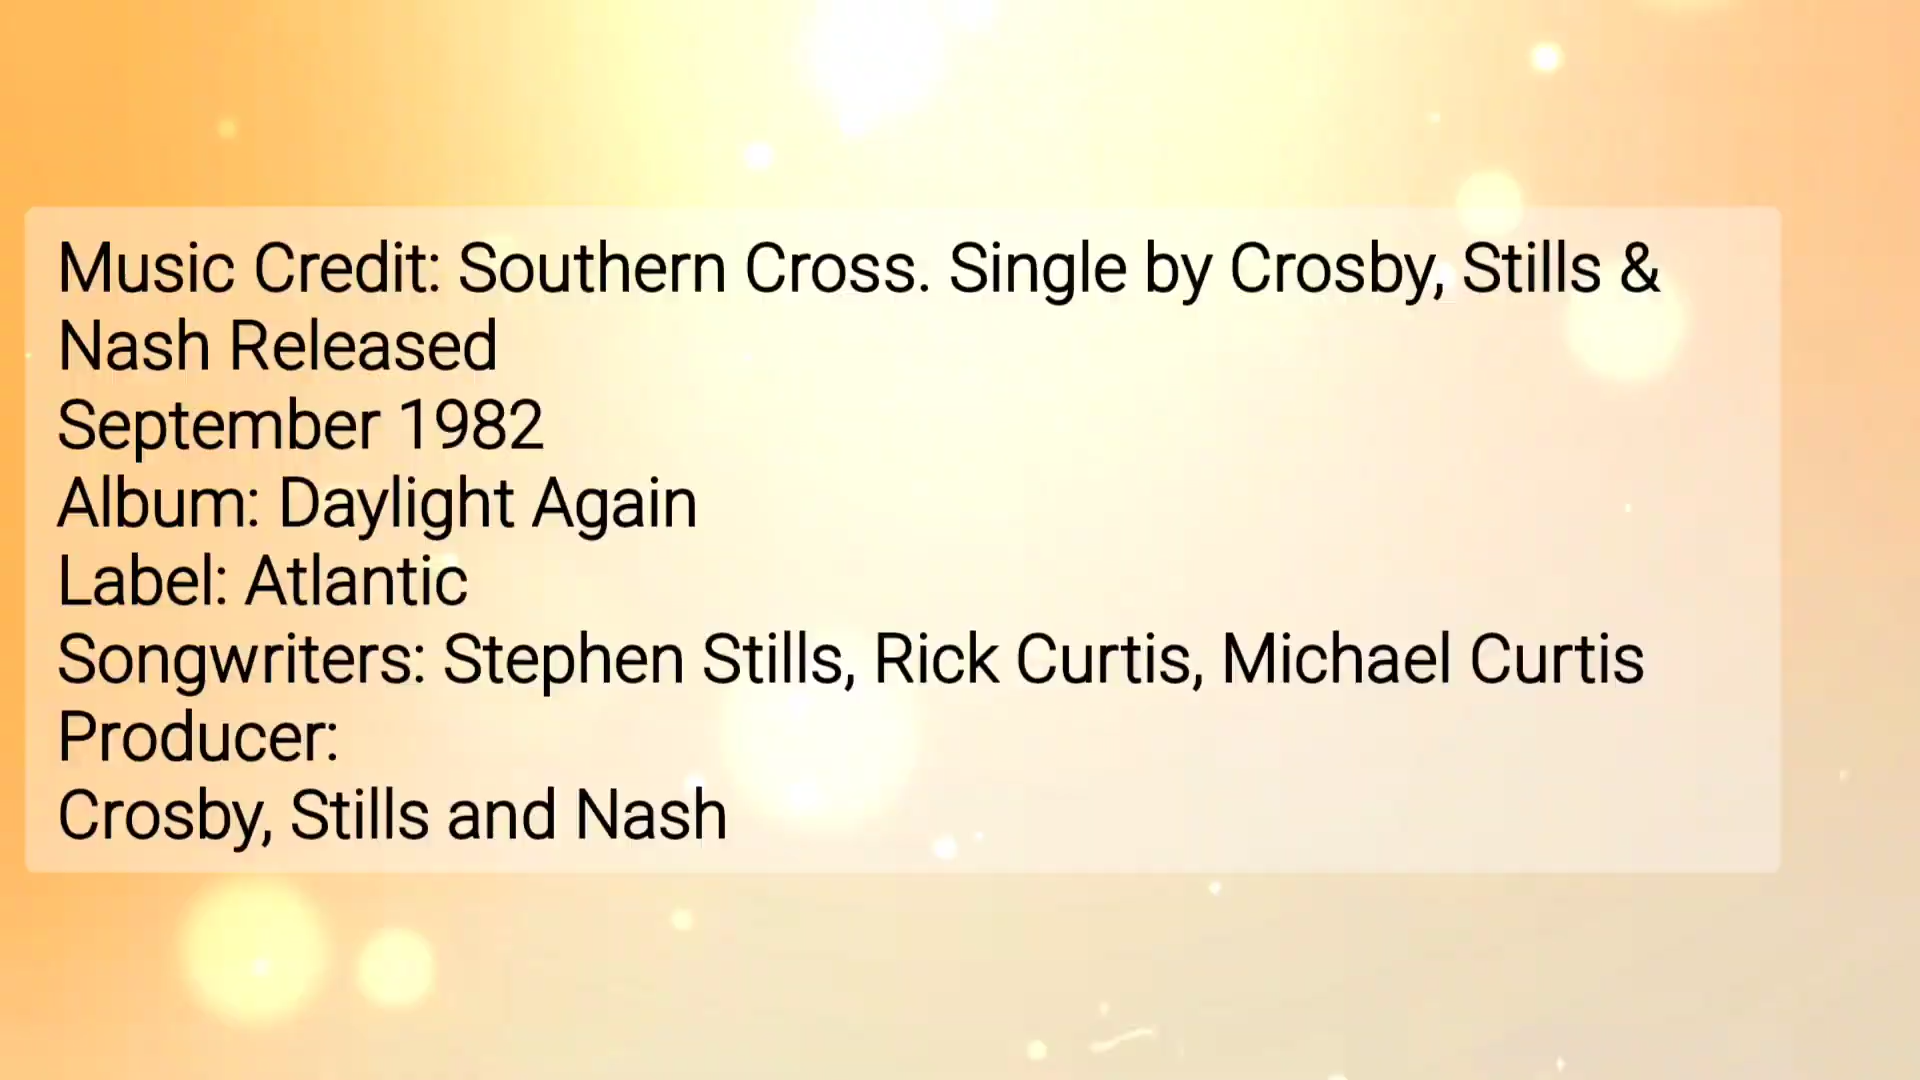 Music Credit: Southern Cross. Single by Crosby, Stills &
Nash Released
September 1982
Album: Daylight Again
Label: Atlantic
Songwriters: Stephen Stills, Rick Curtis, Michael Curtis
Producer:
Crosby, Stills and Nash